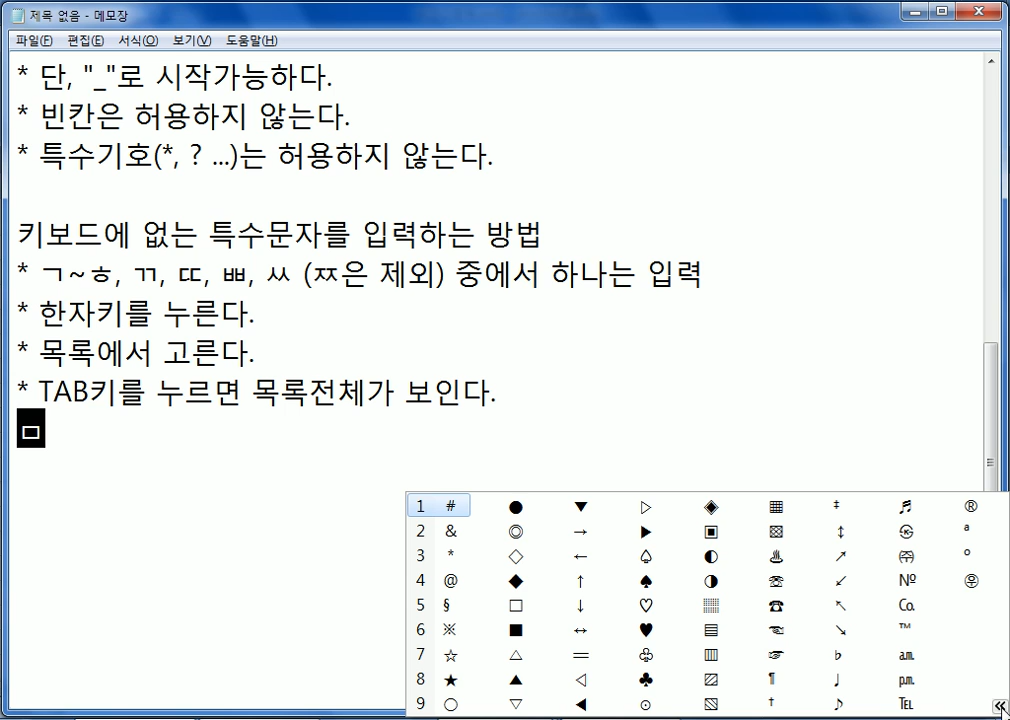 제목 없음 - 메모장
파일(F) 편집(E) 서식(O) 보기(V) 도움말(H)
* 단, "_"로 시작가능하다.
* 빈칸은 허용하지 않는다.
* 특수기호(*, ? ...)는 허용하지 않는다.
키보드에 없는 특수문자를 입력하는 방법
* ㄱ~ㅎ, ㄲ, ㄸ, ㅃ, ㅆ (ㅉ은 제외) 중에서 하나는 입력
* 한자키를 누른다.
* 목록에서 고른다.
* TAB키를 누르면 목록전체가 보인다.
ㅁ
1 # ● ▼ ▷ ◈ ▦ ‡ ♬ ®
2 & ◎ → ▶ ▣ ▩ ↕ ㉿ ª
3 * ◇ ← ♤ ◐ ♨ ↗ ㈜ º
4 @ ◆ ↑ ♠ ◑ ☏ ↙ № ㉾
5 § □ ↓ ♡ ▒ ☎ ↖ ㏇
6 ※ ■ ↔ ♥ ▤ ☜ ↘ ™
7 ☆ △ 〓 ♧ ▥ ☞ ♭ ㏂
8 ★ ▲ ◁ ♣ ▨ ¶ ♩ ㏘
9 ○ ▽ ◀ ⊙ ▧ † ♪ ℡